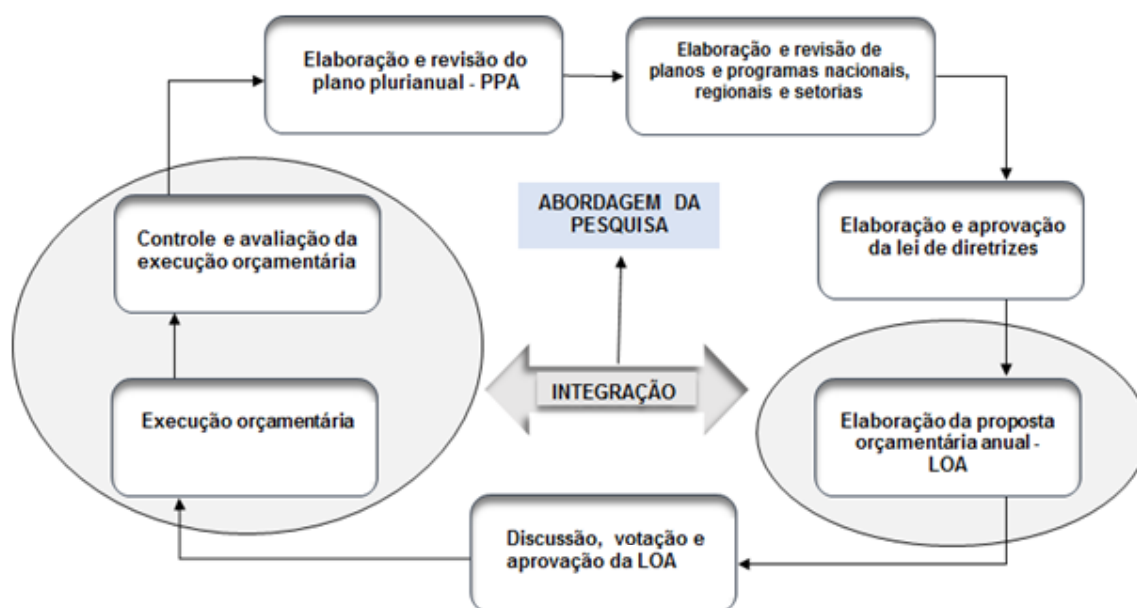 Elaboração e revisão do
plano plurianual - PPA
Elaboração e revisão de
planos e programas nacionais,
regionais e setorias
ABORDAGEM DA
PESQUISA
Controle e avaliação da
execução orçamentária
Elaboração e aprovação
da lei de diretrizes
INTEGRAÇÃO
Execução orçamentária
Elaboração da proposta
orçamentária anual -
LOA
Discussão, votação e
aprovação da LOA